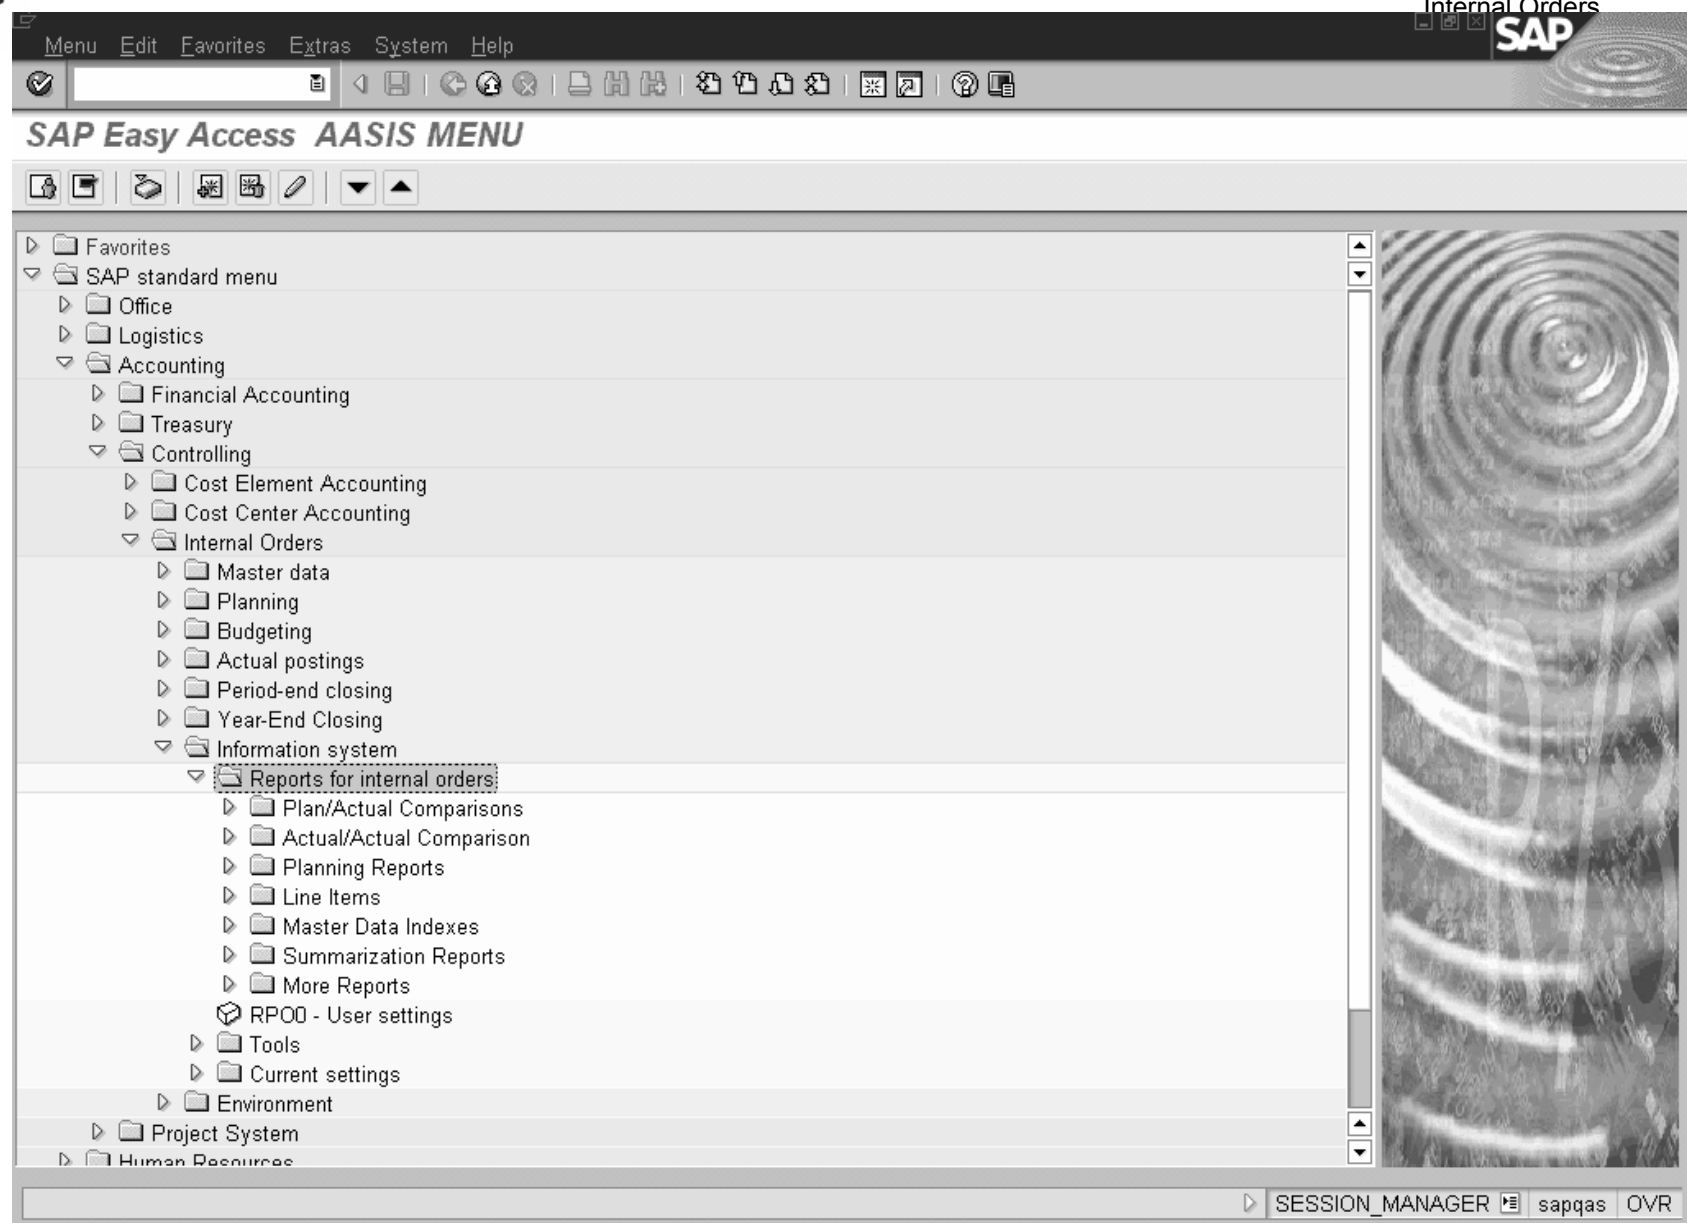 Internal Orders
Menu Edit Favorites Extras System Help
SAP
SAP Easy Access AASIS MENU
Favorites
SAP standard menu
Office
Logistics
Accounting
Financial Accounting
Treasury
Controlling
Cost Element Accounting
Cost Center Accounting
Internal Orders
Master data
Planning
Budgeting
Actual postings
Period-end closing
Year-End Closing
Information system
Reports for internal orders
Plan/Actual Comparisons
Actual/Actual Comparison
Planning Reports
Line Items
Master Data Indexes
Summarization Reports
More Reports
RPO0 - User settings
Tools
Current settings
Environment
Project System
Human Resources
SESSION_MANAGER sapqas OVR